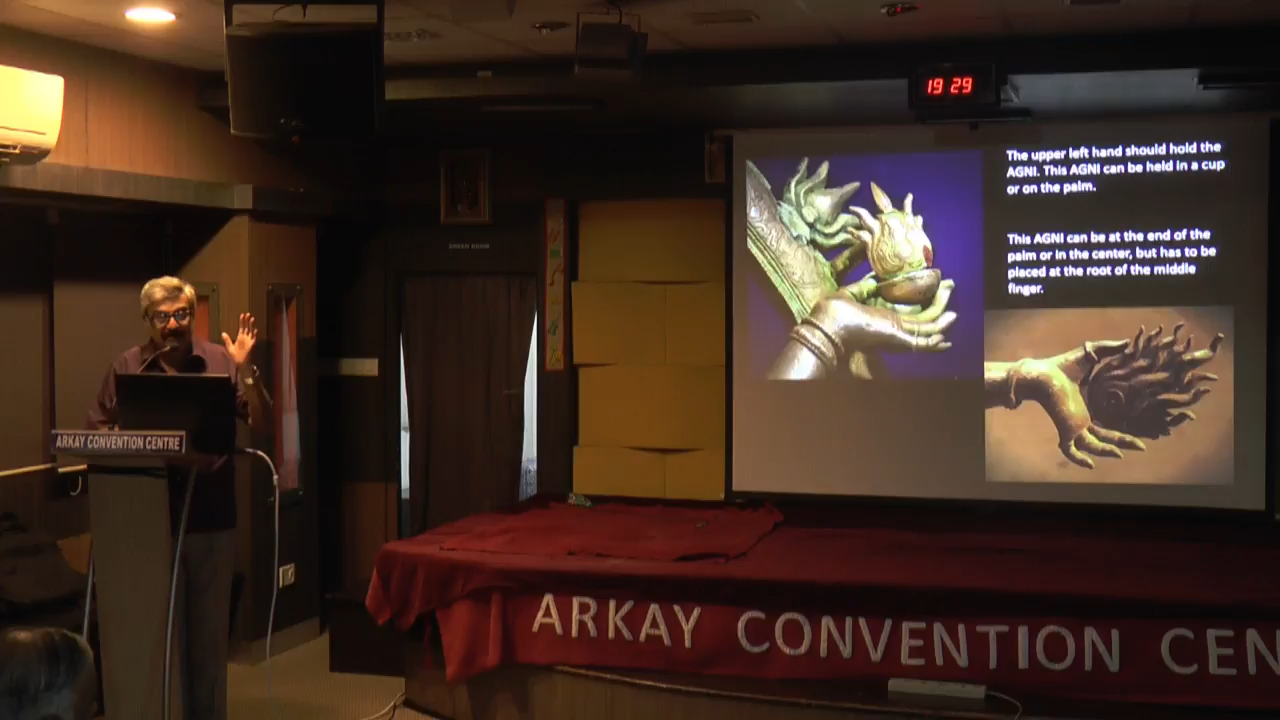 19 29
The upper left hand should hold the
AGNI. This AGNI can be held in a cup
or on the palm.
This AGNI can be at the end of the
palm or in the center, but has to be
placed at the root of the middle
finger.
GREEN ROOM
ARKAY CONVENTION CENTRE
ARKAY CONVENTION CEN